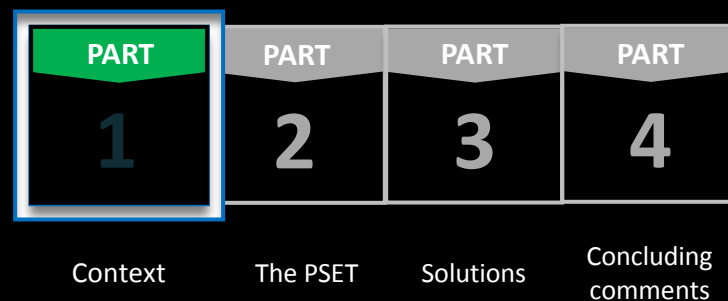 PART PART PART PART
1 2 3 4
Context The PSET Solutions Concluding
comments